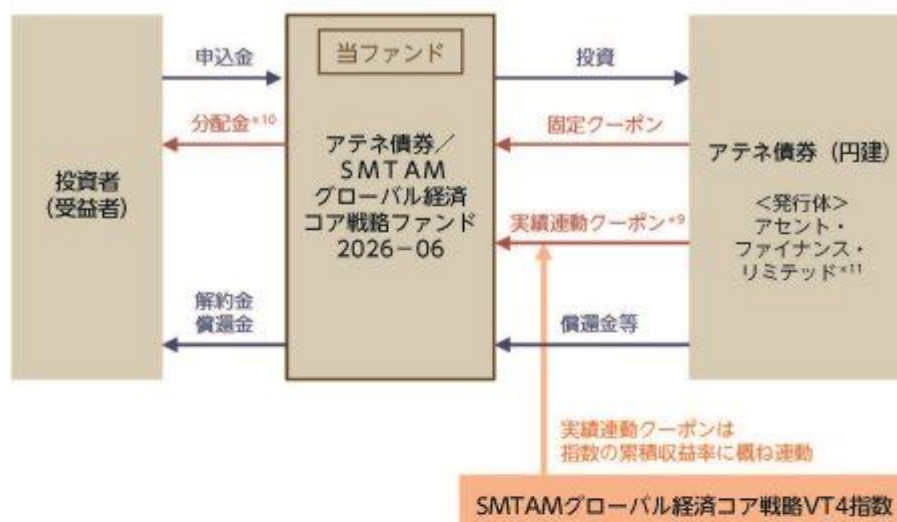 申込金
当ファンド
投資
分配金*10
固定クーポン
投資者
(受益者)
アテネ債券／
SMTAM
グローバル経済
コア戦略ファンド
2026－06
アテネ債券（円建）
＜発行体＞
アセント・
ファイナンス・
リミテッド*11
実績連動クーポン*9
解約金
償還金
償還金等
実績連動クーポンは
指数の累積収益率に概ね連動
SMTAMグローバル経済コア戦略VT4指数